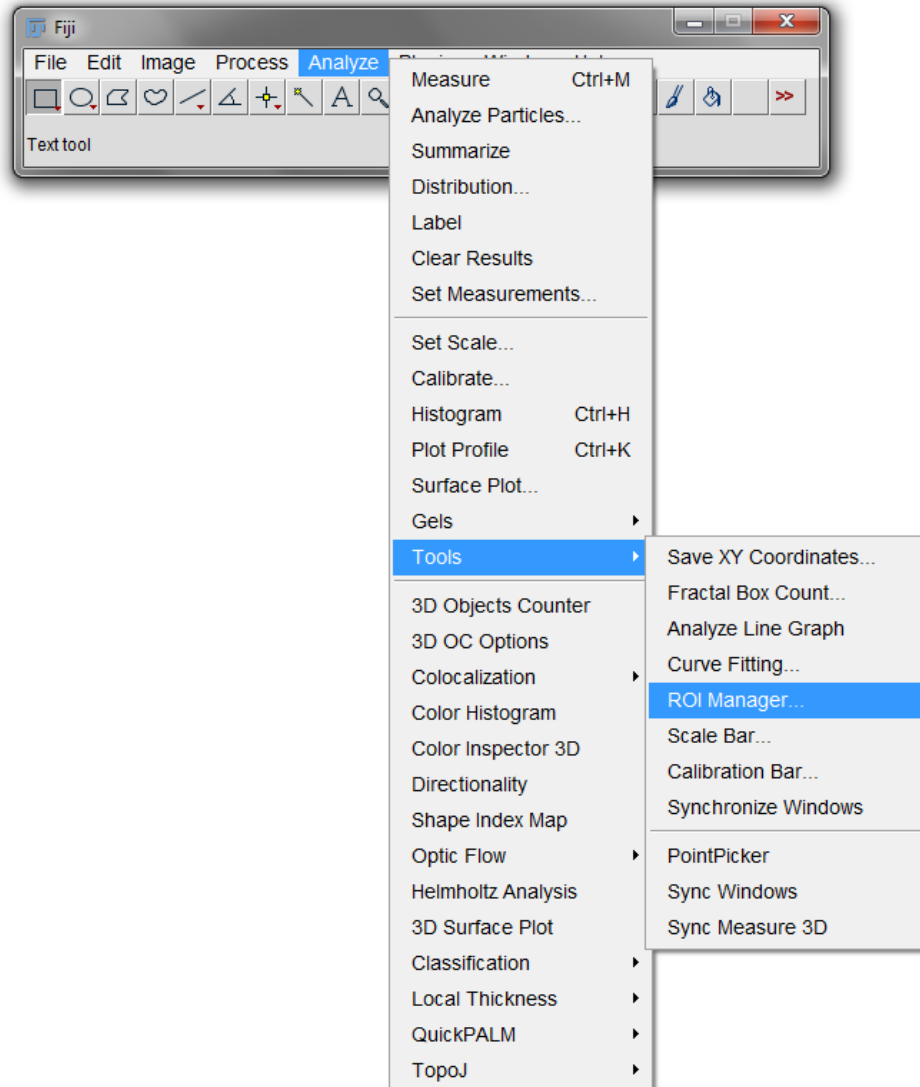 Fiji
File Edit Image Process Analyze
Text tool
Measure Ctrl+M
Analyze Particles...
Summarize
Distribution...
Label
Clear Results
Set Measurements...
Set Scale...
Calibrate...
Histogram Ctrl+H
Plot Profile Ctrl+K
Surface Plot...
Gels
Tools
3D Objects Counter
3D OC Options
Colocalization
Color Histogram
Color Inspector 3D
Directionality
Shape Index Map
Optic Flow
Helmholtz Analysis
3D Surface Plot
Classification
Local Thickness
QuickPALM
TopoJ
Save XY Coordinates...
Fractal Box Count...
Analyze Line Graph
Curve Fitting...
ROI Manager...
Scale Bar...
Calibration Bar...
Synchronize Windows
PointPicker
Sync Windows
Sync Measure 3D